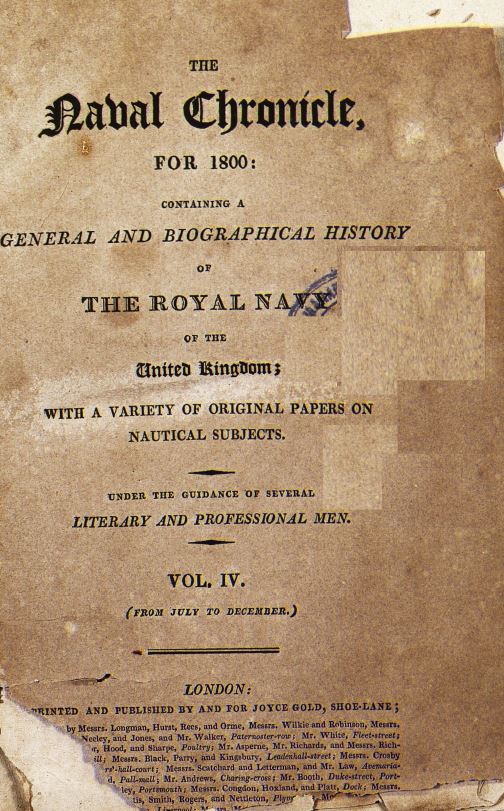 THE
Naval Chronicle,
FOR 1800:
CONTAINING A
GENERAL AND BIOGRAPHICAL HISTORY
OF
THE ROYAL NAVY
OF THE
United Kingdom;
WITH A VARIETY OF ORIGINAL PAPERS ON
NAUTICAL SUBJECTS.
UNDER THE GUIDANCE OF SEVERAL
LITERARY AND PROFESSIONAL MEN.
VOL. IV.
(FROM JULY TO DECEMBER.)
LONDON:
PRINTED AND PUBLISHED BY AND FOR JOYCE GOLD, SHOE-LANE;
by Messrs. Longman, Hurst, Rees, and Orme, Messrs. Wilkie and Robinson, Messrs.
Neeley, and Jones, and Mr. Walker, Paternoster-row; Mr. White, Fleet-street;
Hood, and Sharpe, Poultry; Mr. Asperne, Mr. Richards, and Messrs. Rich-
Messrs. Black, Parry, and Kingsbury, Leadenhall-street; Messrs. Crosby
Messrs. Scatchard and Letterman, and Mr. Law, Avemaria-
Pall-mall; Mr. Andrews, Charing-cross; Mr. Booth, Duke-street, Port-
Portsmouth; Messrs. Congdon, Hoxland, and Platt, Dock; Messrs.
Smith, Rogers, and Nettleton,